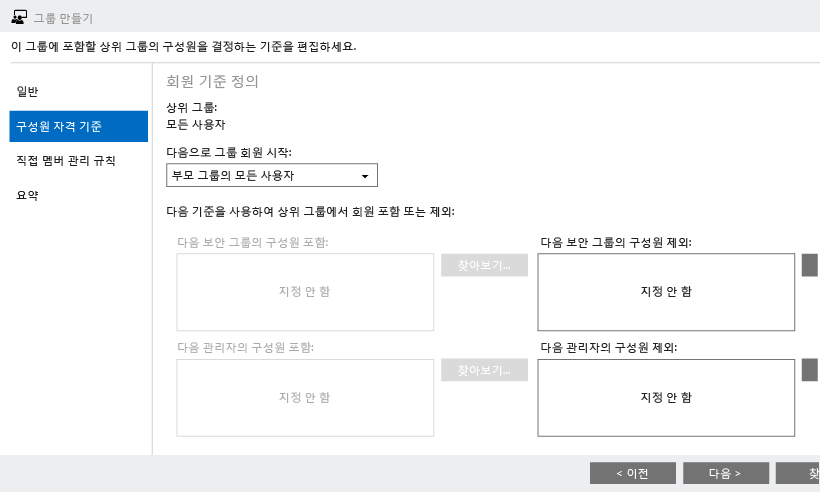 그룹 만들기
이 그룹에 포함할 상위 그룹의 구성원을 결정하는 기준을 편집하세요.
일반
구성원 자격 기준
직접 멤버 관리 규칙
요약
회원 기준 정의
상위 그룹:
모든 사용자
다음으로 그룹 회원 시작:
부모 그룹의 모든 사용자
다음 기준을 사용하여 상위 그룹에서 회원 포함 또는 제외:
다음 보안 그룹의 구성원 포함:
지정 안 함
찾아보기...
다음 보안 그룹의 구성원 제외:
지정 안 함
다음 관리자의 구성원 포함:
지정 안 함
찾아보기...
다음 관리자의 구성원 제외:
지정 안 함
< 이전
다음 >